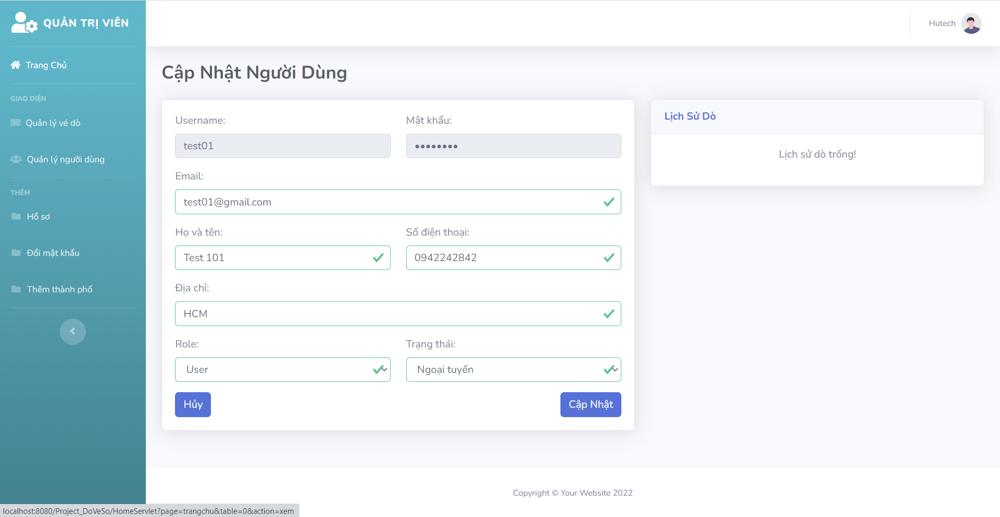 QUẢN TRỊ VIÊN
Trang Chủ
GIAO DIỆN
Quản lý vé dò
Quản lý người dùng
THÊM
Hồ sơ
Đổi mật khẩu
Thêm thành phố
Hutech
Cập Nhật Người Dùng
Username:
Mật khẩu:
test01
••••••••
Email:
test01@gmail.com
Họ và tên:
Số điện thoại:
Test 101
0942242842
Địa chỉ:
HCM
Role:
Trạng thái:
User
Ngoại tuyến
Hủy
Cập Nhật
Lịch Sử Dò
Lịch sử dò trống!
Copyright © Your Website 2022
localhost:8080/Project_DoVeSo/HomeServlet?page=trangchu&table=0&action=xem